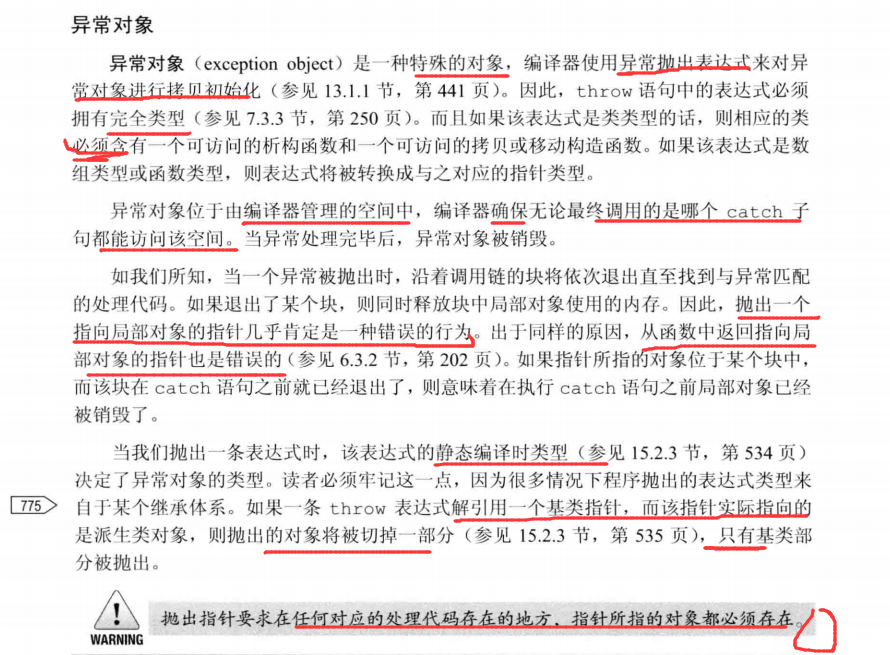 异常对象
异常对象（exception object）是一种特殊的对象，编译器使用异常抛出表达式来对异
常对象进行拷贝初始化（参见 13.1.1 节，第 441 页）。因此，throw 语句中的表达式必须
拥有完全类型（参见 7.3.3 节，第 250 页）。而且如果该表达式是类类型的话，则相应的类
必须含有一个可访问的析构函数和一个可访问的拷贝或移动构造函数。如果该表达式是数
组类型或函数类型，则表达式将被转换成与之对应的指针类型。
异常对象位于由编译器管理的空间中，编译器确保无论最终调用的是哪个 catch 子
句都能访问该空间。当异常处理完毕后，异常对象被销毁。
如我们所知，当一个异常被抛出时，沿着调用链的块将依次退出直至找到与异常匹配
的处理代码。如果退出了某个块，则同时释放块中局部对象使用的内存。因此，抛出一个
指向局部对象的指针几乎肯定是一种错误的行为。出于同样的原因，从函数中返回指向局
部对象的指针也是错误的（参见 6.3.2 节，第 202 页）。如果指针所指的对象位于某个块中，
而该块在 catch 语句之前就已经退出了，则意味着在执行 catch 语句之前局部对象已经
被销毁了。
当我们抛出一条表达式时，该表达式的静态编译时类型（参见 15.2.3 节，第 534 页）
决定了异常对象的类型。读者必须牢记这一点，因为很多情况下程序抛出的表达式类型来
775
自于某个继承体系。如果一条 throw 表达式解引用一个基类指针，而该指针实际指向的
是派生类对象，则抛出的对象将被切掉一部分（参见 15.2.3 节，第 535 页），只有基类部
分被抛出。
WARNING
抛出指针要求在任何对应的处理代码存在的地方，指针所指的对象都必须存在。